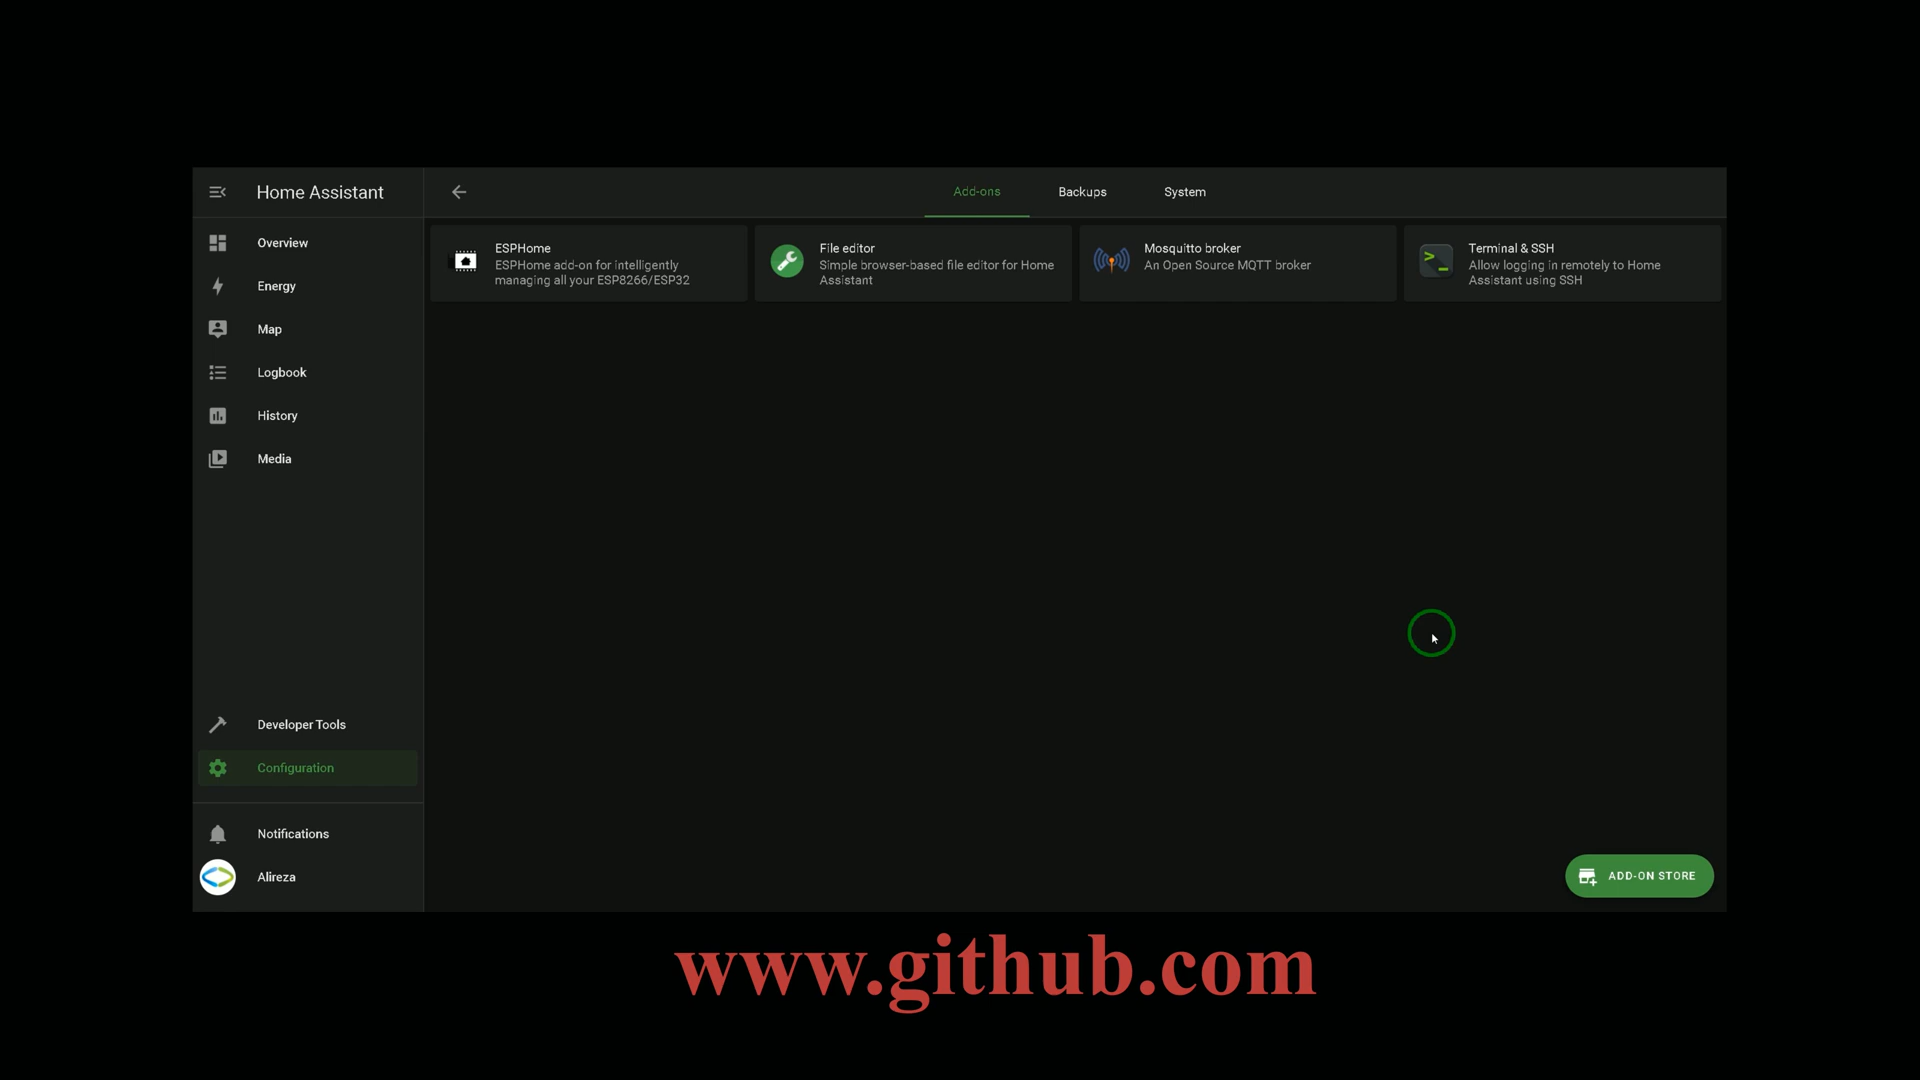 Home Assistant
Add-ons
Backups
System
Overview
Energy
Map
Logbook
History
Media
Developer Tools
Configuration
Notifications
Alireza
ESPHome
ESPHome add-on for intelligently
managing all your ESP8266/ESP32
File editor
Simple browser-based file editor for Home
Assistant
Mosquitto broker
An Open Source MQTT broker
Terminal & SSH
Allow logging in remotely to Home
Assistant using SSH
ADD-ON STORE
www.github.com